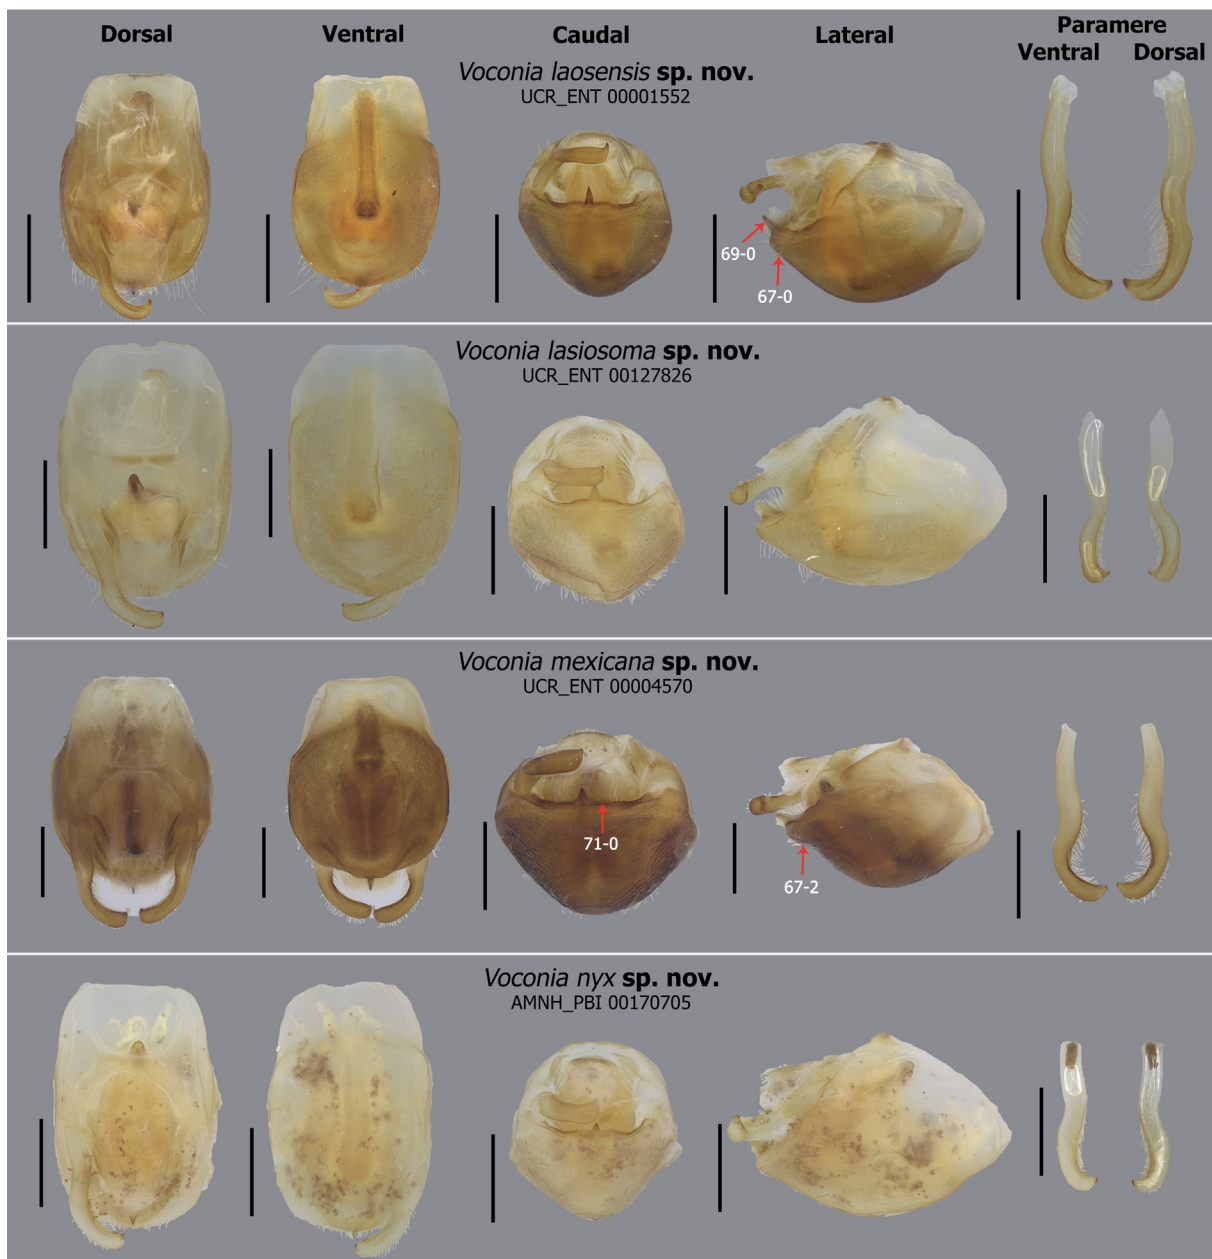 Dorsal
Ventral
Caudal
Lateral
Paramere
Ventral
Dorsal
Voconia laosensis sp. nov.
UCR_ENT 00001552
69-0
67-0
Voconia lasiosoma sp. nov.
UCR_ENT 00127826
Voconia mexicana sp. nov.
UCR_ENT 00004570
71-0
67-2
Voconia nyx sp. nov.
AMNH_PBI 00170705